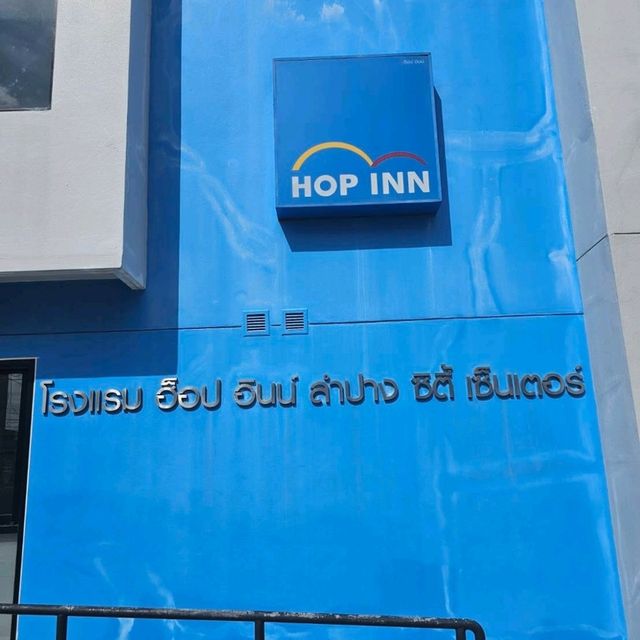 HOP INN
โรงแรม ฮ็อป อินน์ ลำปาง ซิตี้ เซ็นเตอร์